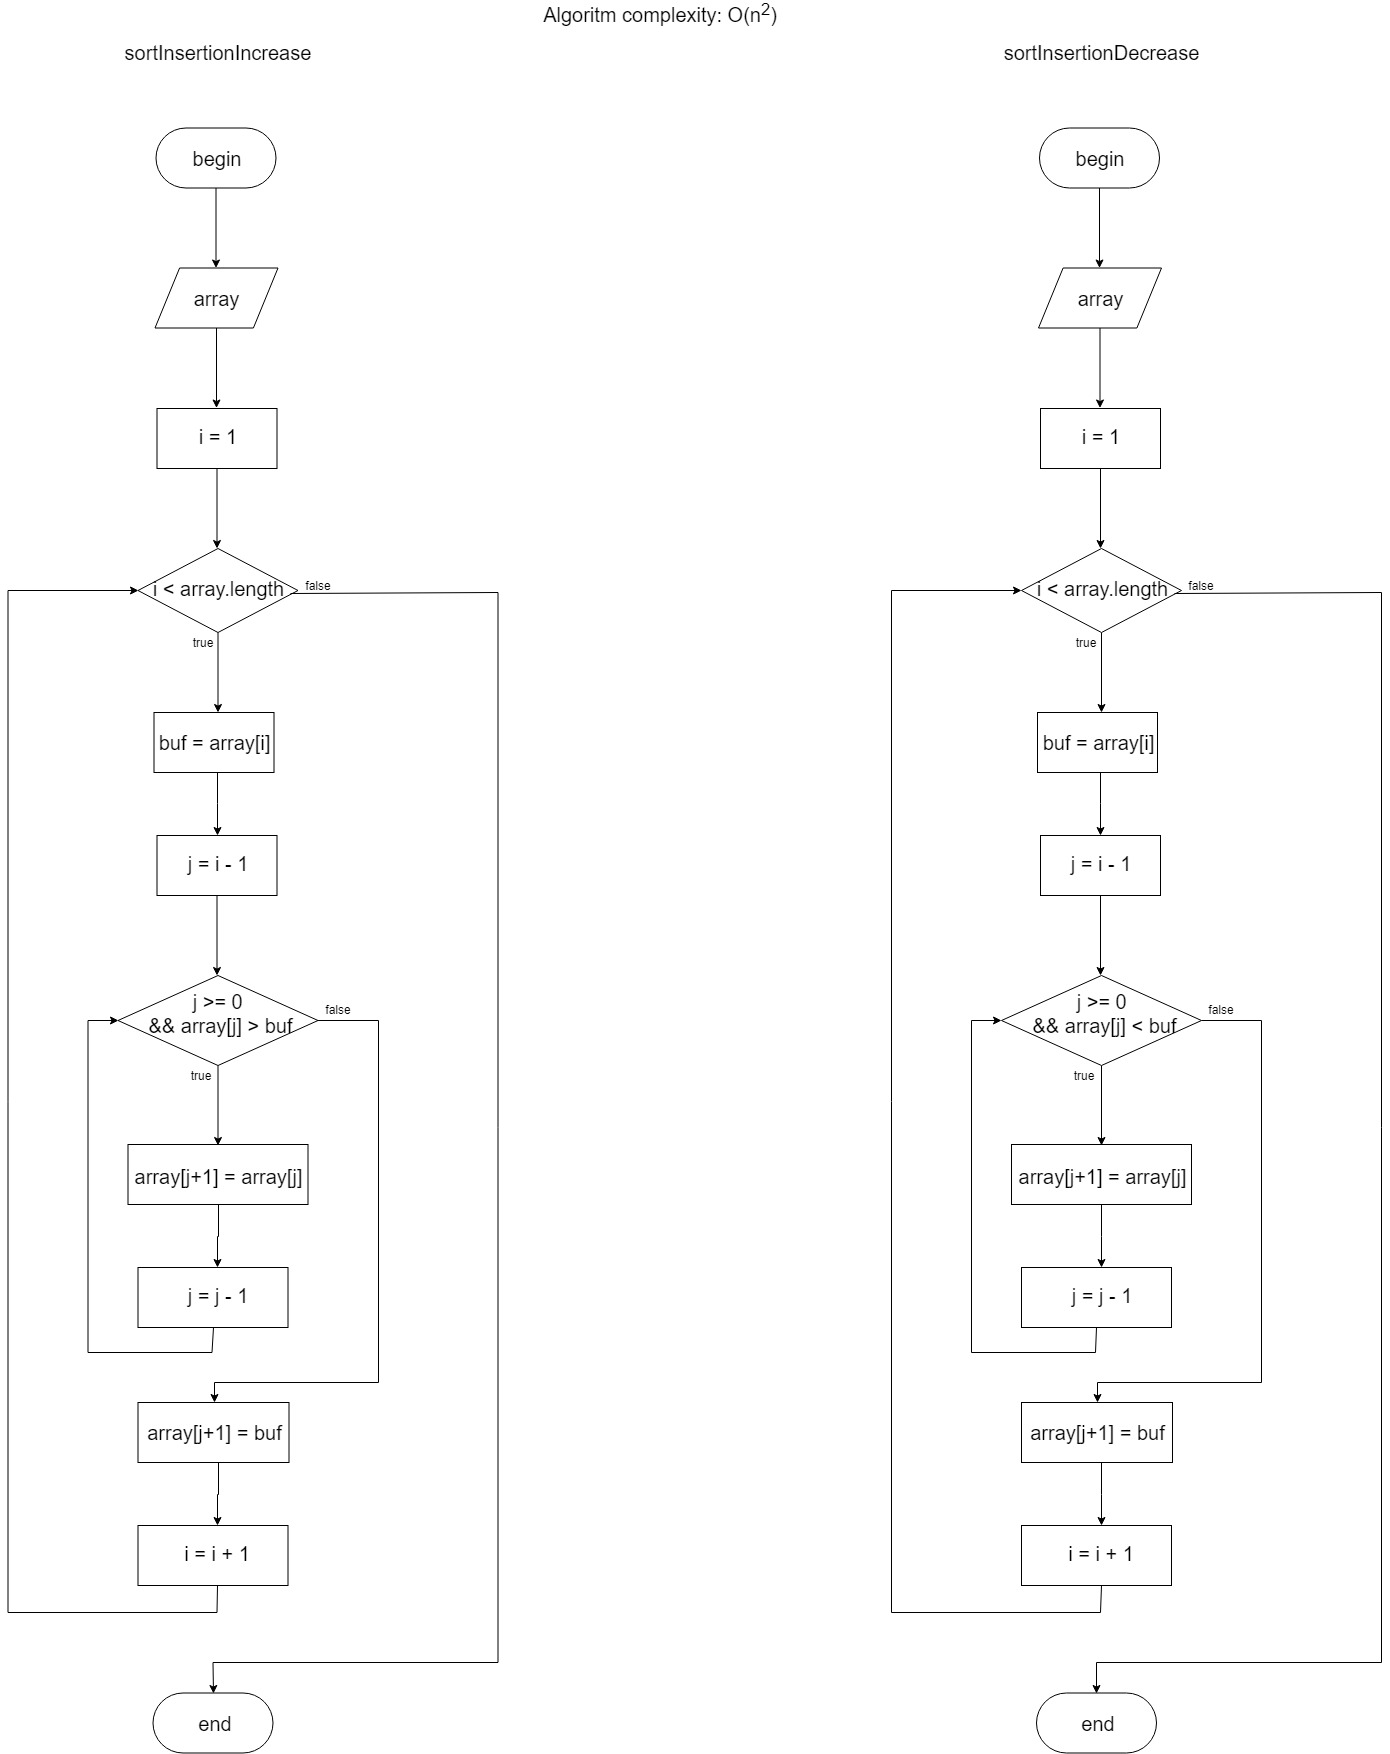 Algoritm complexity: O(n²)
sortInsertionIncrease
begin
array
i = 1
i < array.length
false
true
buf = array[i]
j = i - 1
j >= 0
&& array[j] > buf
false
true
array[j+1] = array[j]
j = j - 1
array[j+1] = buf
i = i + 1
end
sortInsertionDecrease
begin
array
i = 1
i < array.length
false
true
buf = array[i]
j = i - 1
j >= 0
&& array[j] < buf
false
true
array[j+1] = array[j]
j = j - 1
array[j+1] = buf
i = i + 1
end